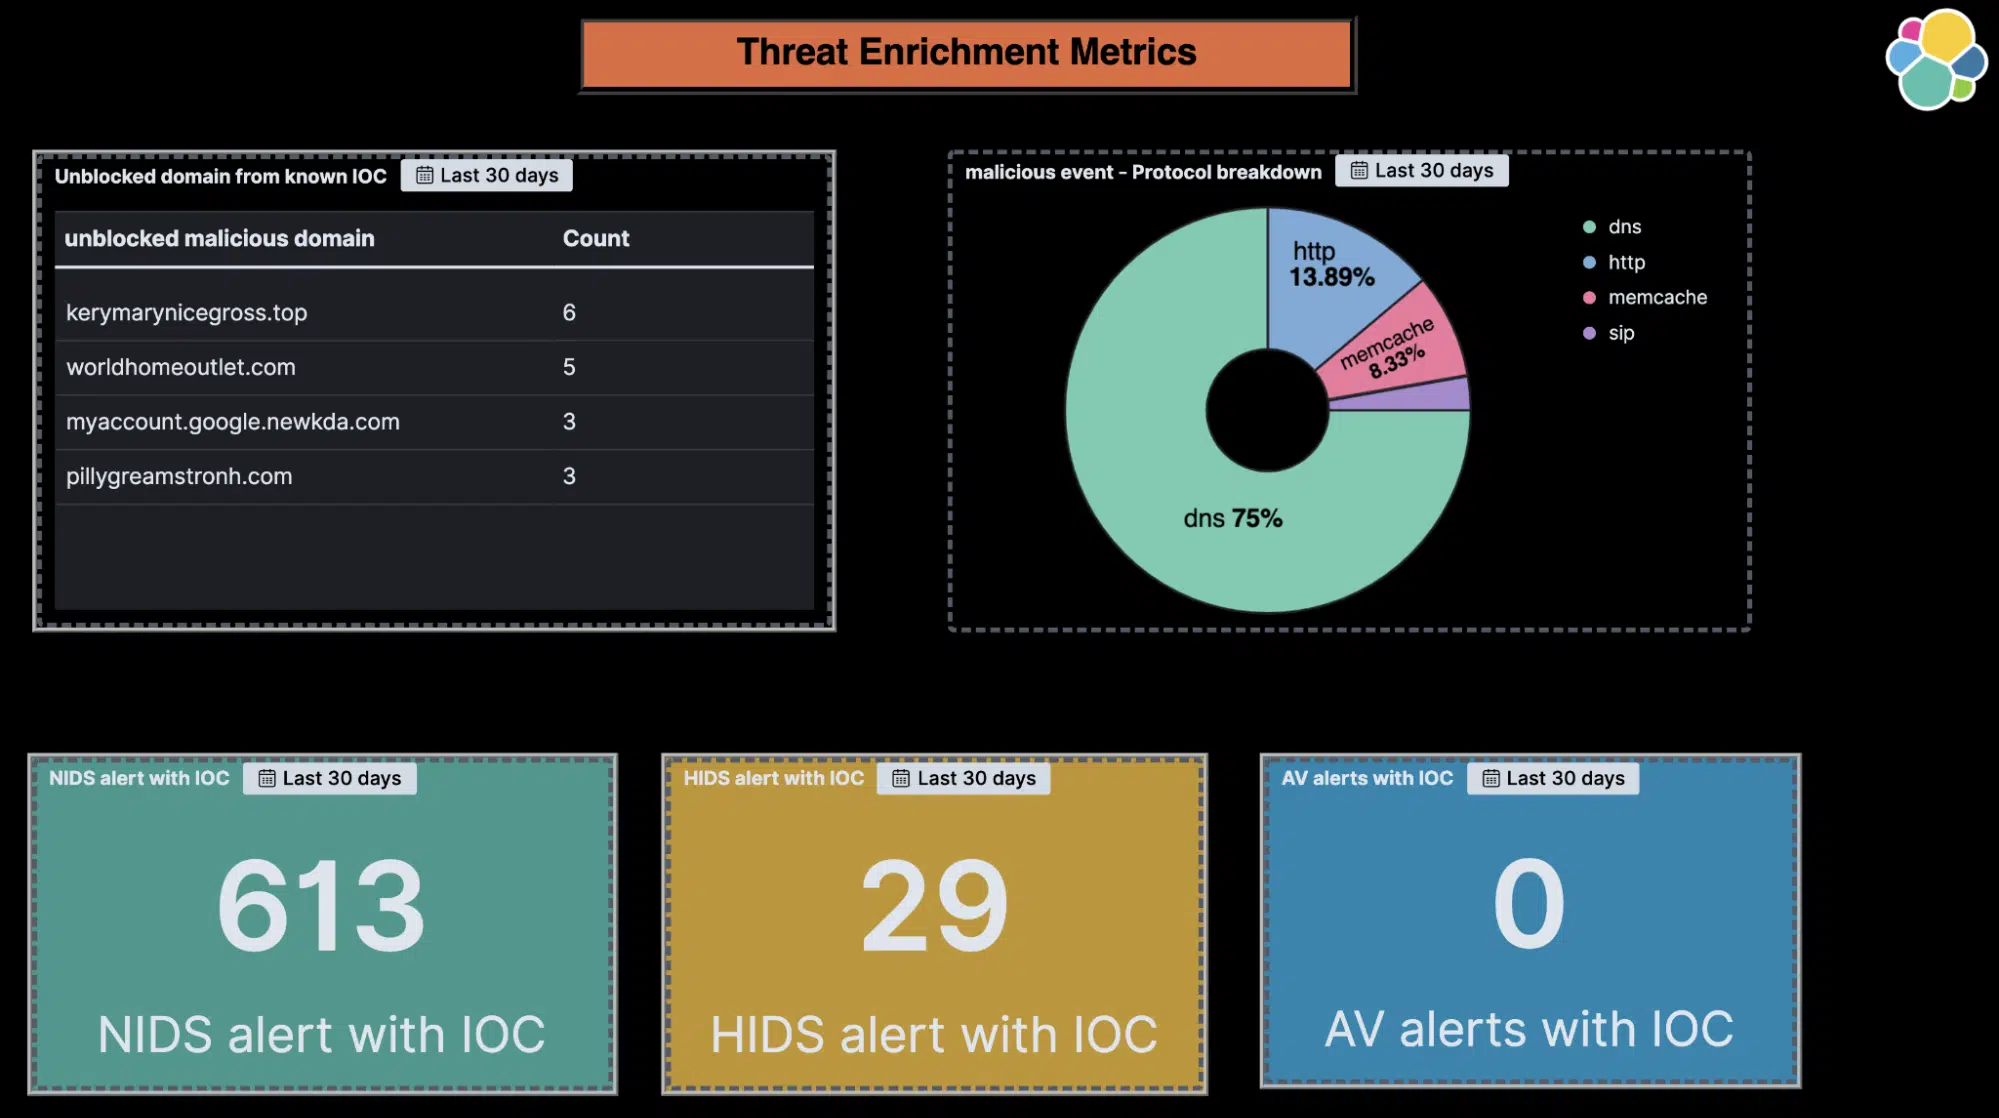 Threat Enrichment Metrics
Unblocked domain from known IOC Last 30 days
unblocked malicious domain Count
kerymarynicegross.top 6
worldhomeoutlet.com 5
myaccount.google.newkda.com 3
pillygreamstronh.com 3
malicious event - Protocol breakdown Last 30 days
http
13.89%
memcache
8.33%
dns 75%
dns
http
memcache
sip
NIDS alert with IOC Last 30 days
613
NIDS alert with IOC
HIDS alert with IOC Last 30 days
29
HIDS alert with IOC
AV alerts with IOC Last 30 days
0
AV alerts with IOC